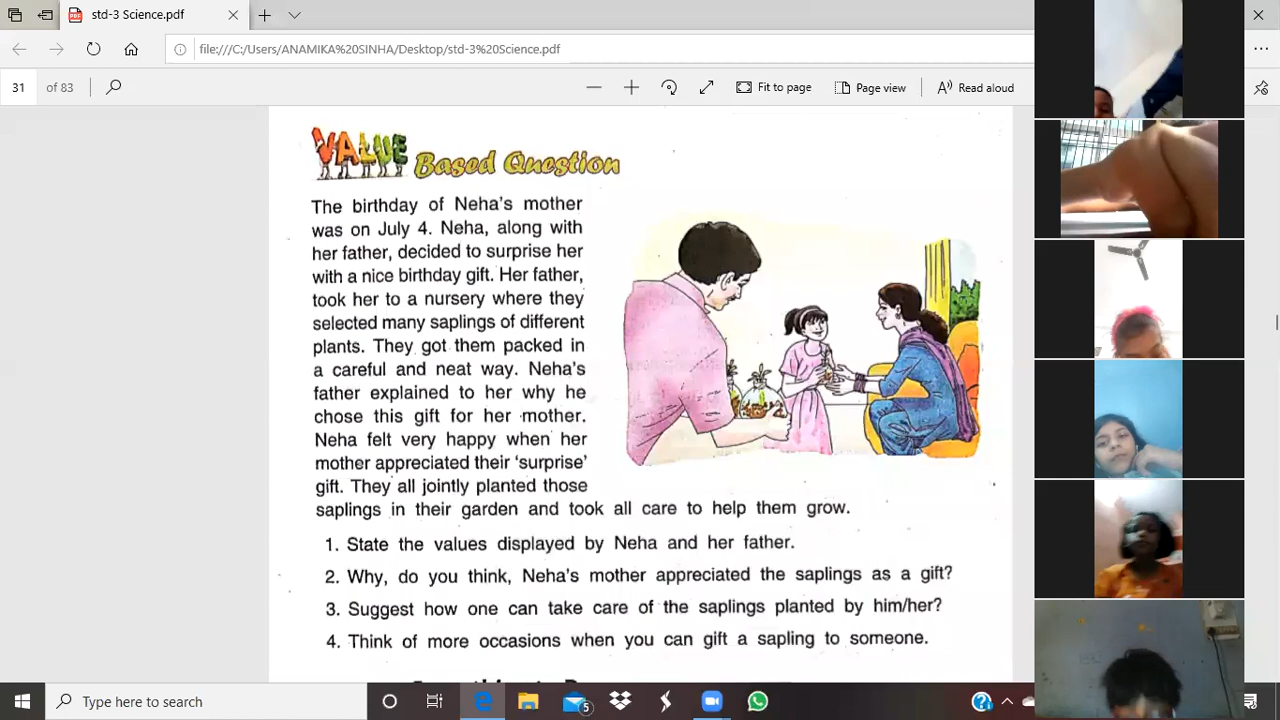 std-3 Science.pdf
file:///C:/Users/ANAMIKA%20SINHA/Desktop/std-3%20Science.pdf
31 of 83
Fit to page
Page view
Read aloud
VALUE Based Question
The birthday of Neha's mother
was on July 4. Neha, along with
her father, decided to surprise her
with a nice birthday gift. Her father,
took her to a nursery where they
selected many saplings of different
plants. They got them packed in
a careful and neat way. Neha's
father explained to her why he
chose this gift for her mother.
Neha felt very happy when her
mother appreciated their 'surprise'
gift. They all jointly planted those
saplings in their garden and took all care to help them grow.
1. State the values displayed by Neha and her father.
2. Why, do you think, Neha's mother appreciated the saplings as a gift?
3. Suggest how one can take care of the saplings planted by him/her?
4. Think of more occasions when you can gift a sapling to someone.
Type here to search
5